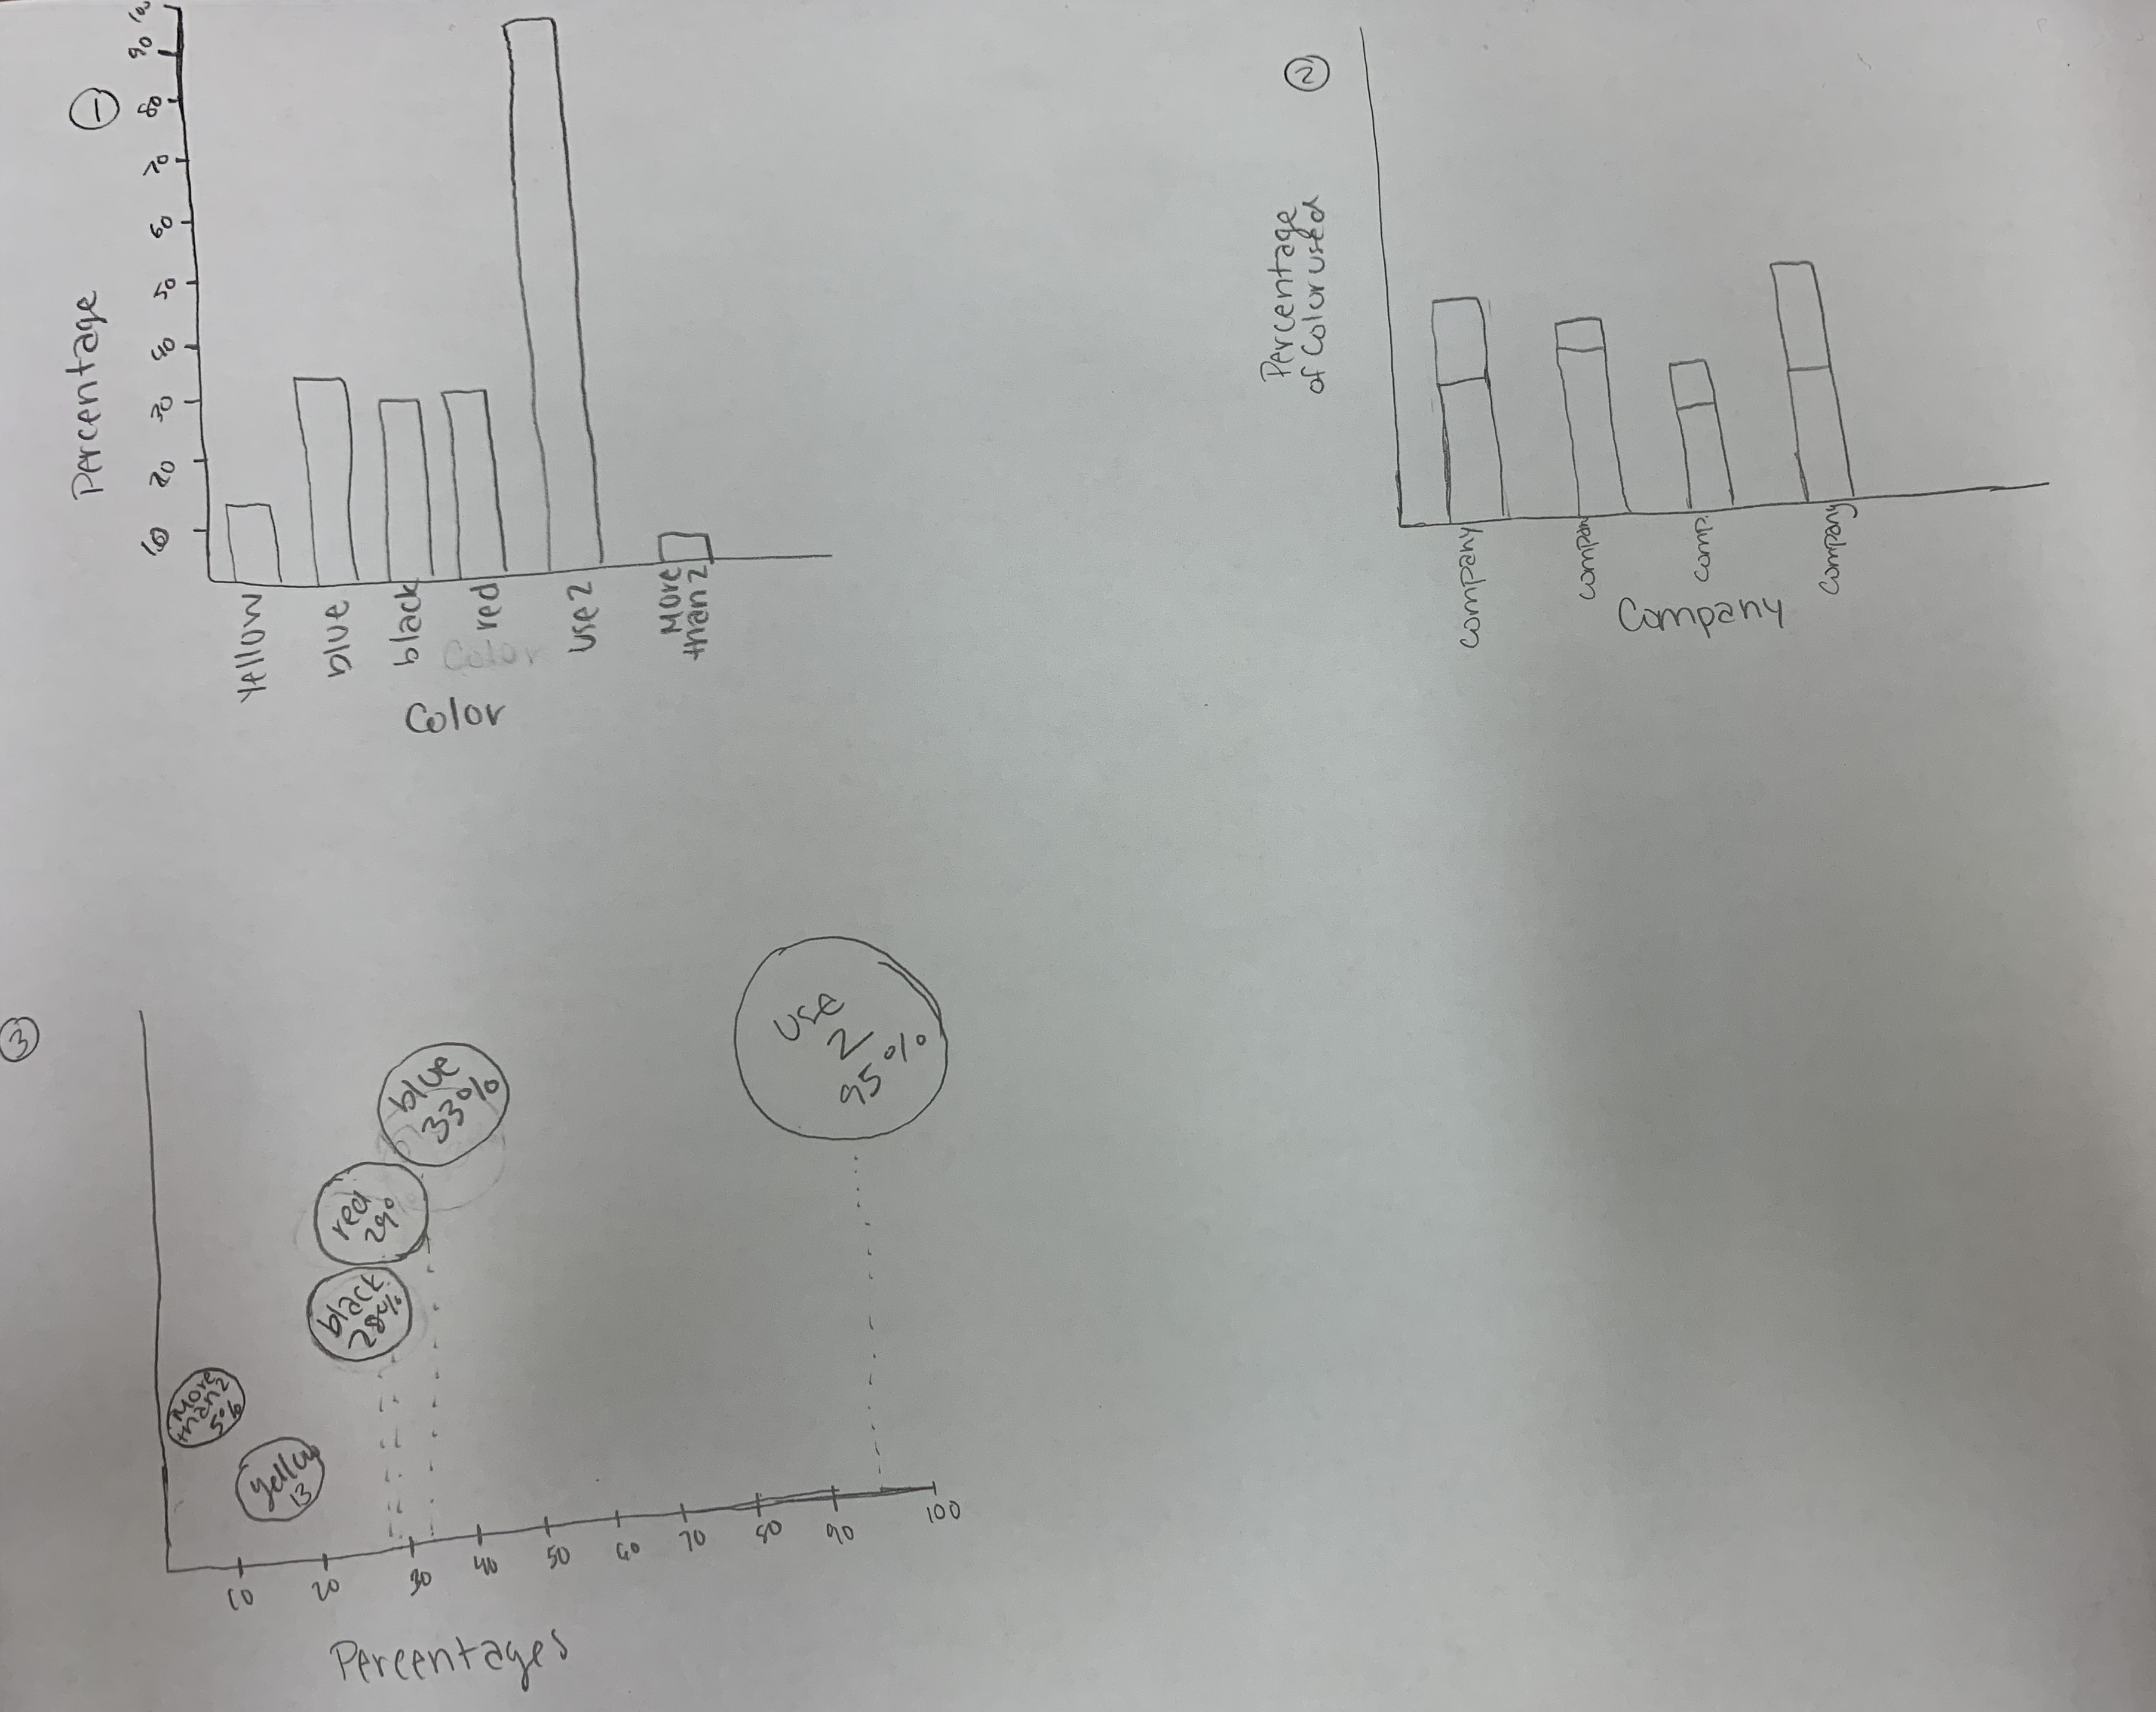 ①
Percentage
100
90
80
70
60
50
40
30
20
10
Yellow
blue
black
red
use 2
More
than 2
Color
Color
②
Percentage
of Color used
Company
Compan
Comp.
Company
Company
③
use
2
95%
blue
33%
red
29%
black
28%
More
than 2
5%
yellow
13
10
20
30
40
50
60
70
80
90
100
Percentages